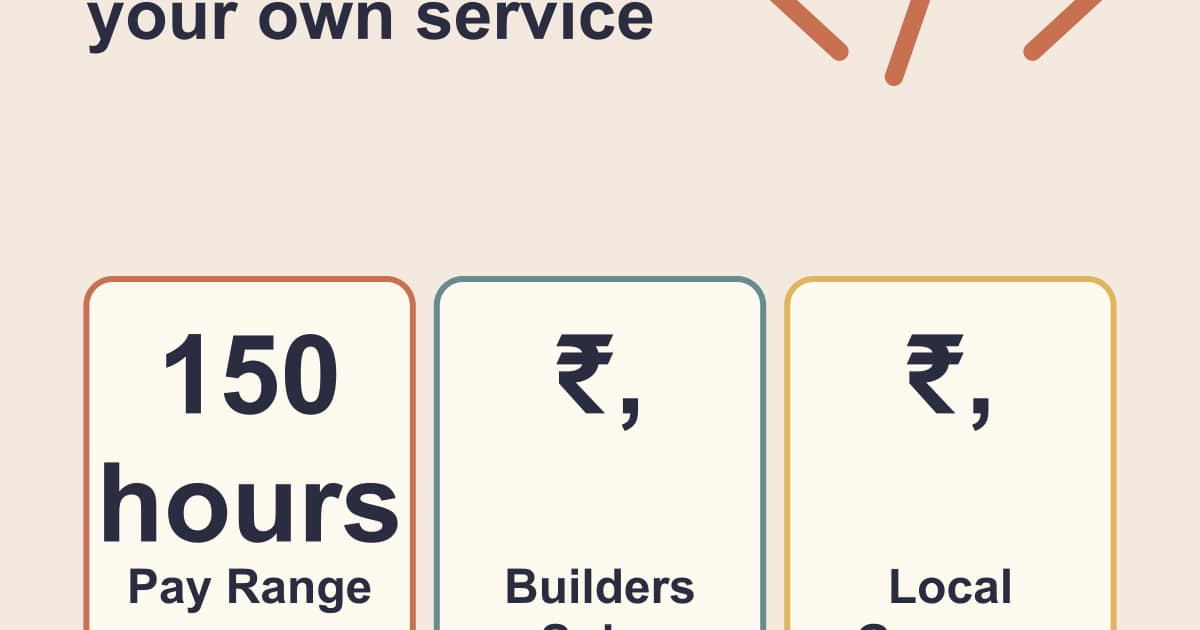 your own service
150
hours
Pay Range
₹,
Builders
₹,
Local